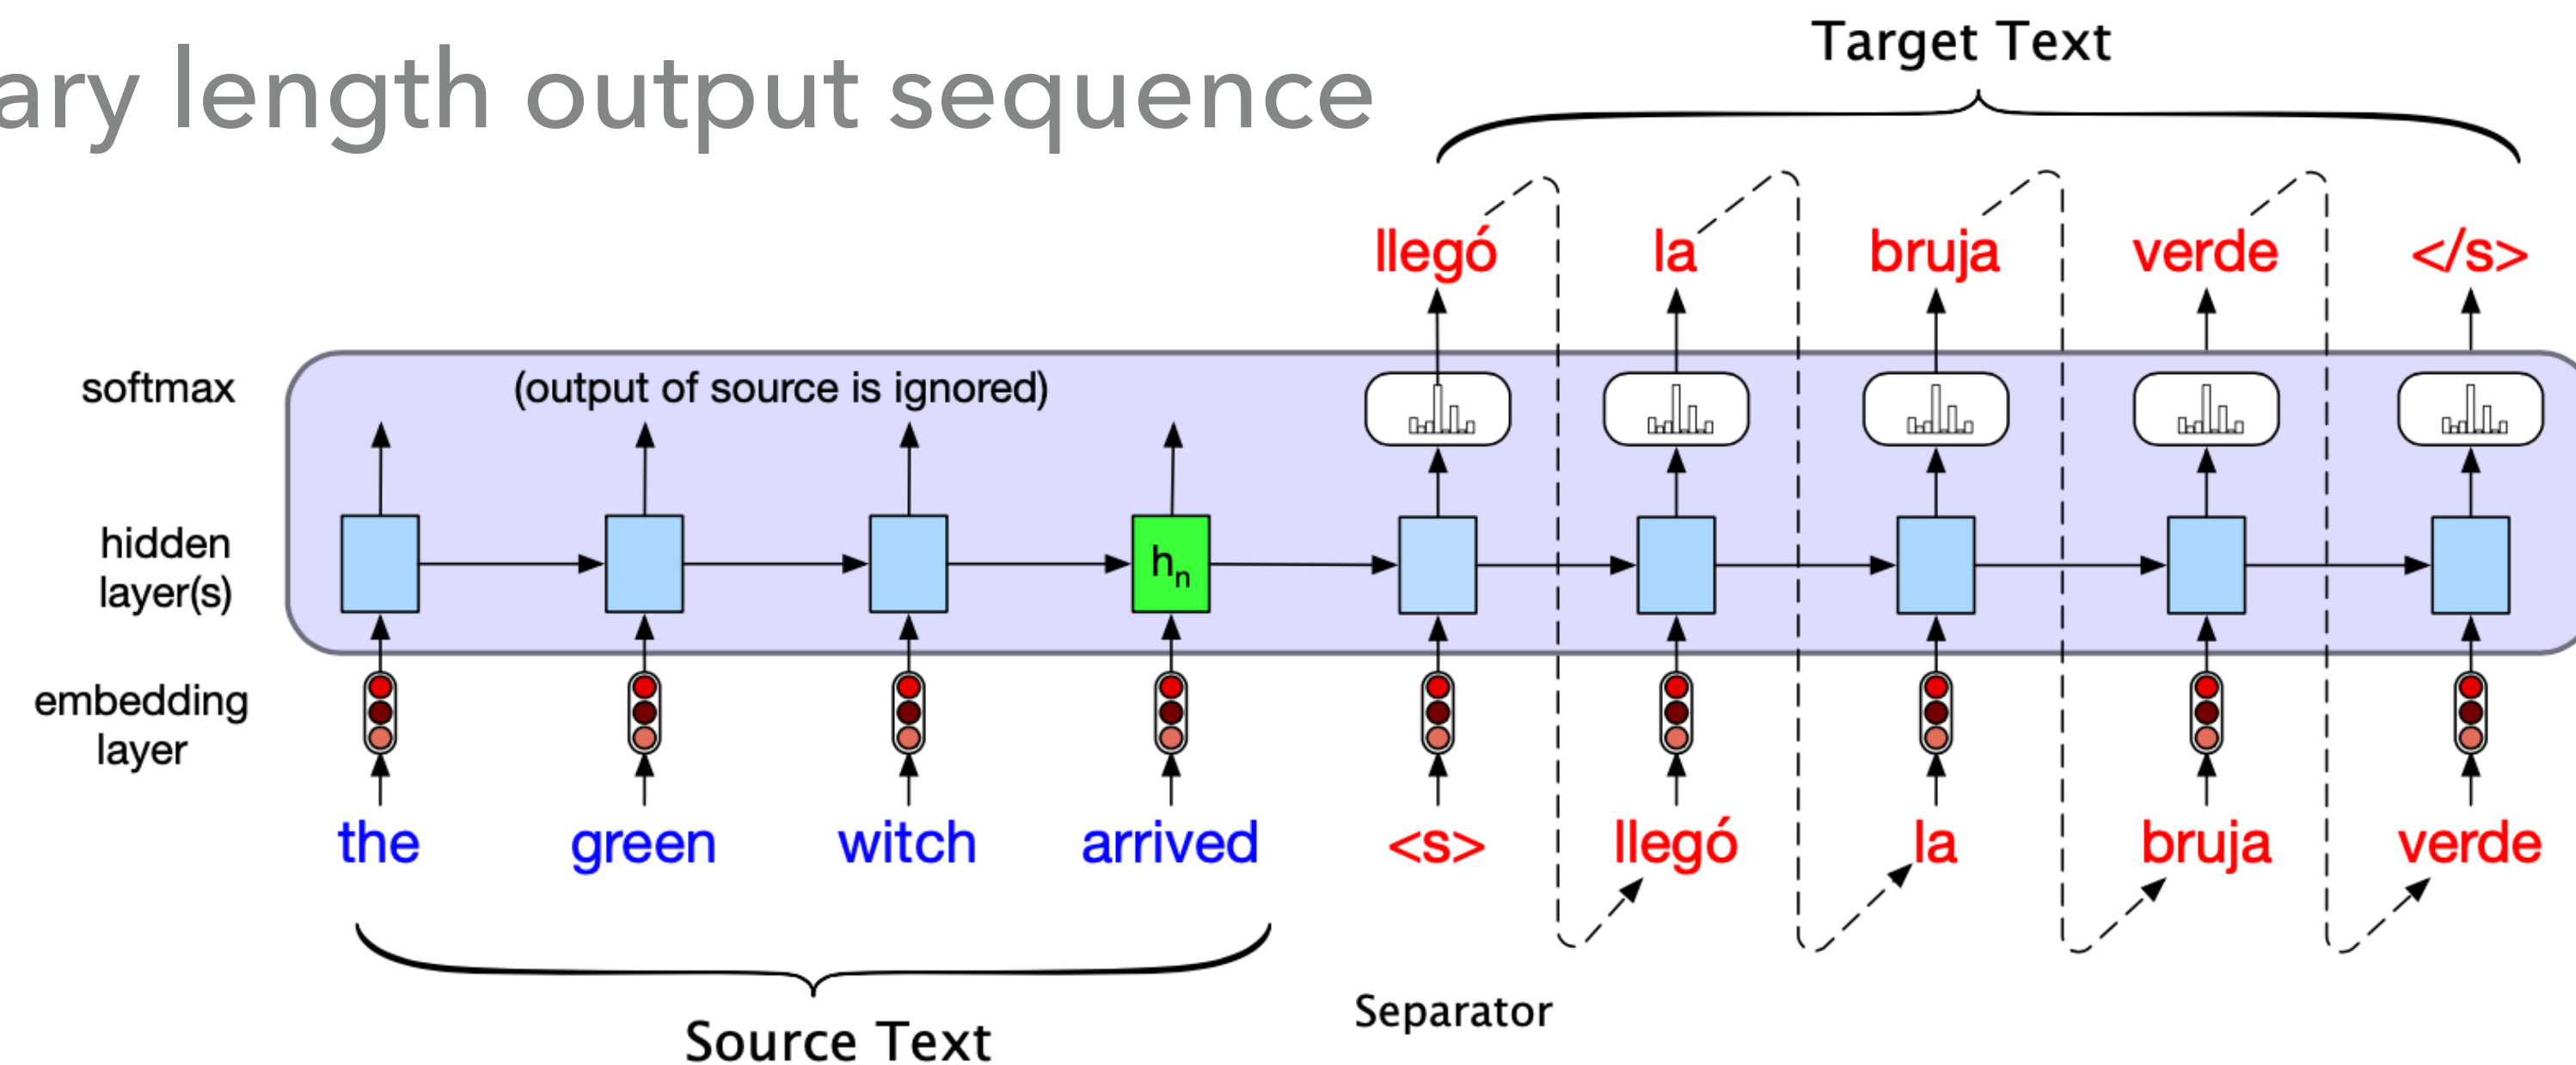 ary length output sequence
Target Text
llegó la bruja verde </s>
softmax
(output of source is ignored)
hidden
layer(s)
hn
embedding
layer
the green witch arrived <s> llegó la bruja verde
Separator
Source Text